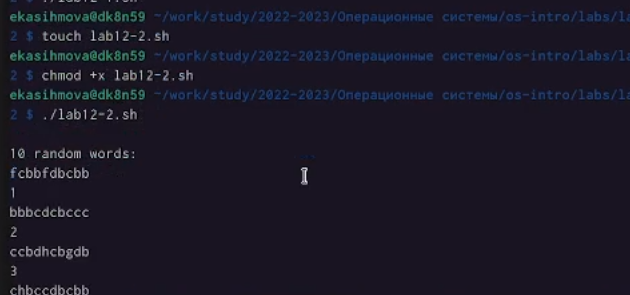 ekasihmova@dk8n59 ~/work/study/2022-2023/Операционные системы/os-intro/labs/la
2 $ touch lab12-2.sh
ekasihmova@dk8n59 ~/work/study/2022-2023/Операционные системы/os-intro/labs/la
2 $ chmod +x lab12-2.sh
ekasihmova@dk8n59 ~/work/study/2022-2023/Операционные системы/os-intro/labs/la
2 $ ./lab12-2.sh
10 random words:
fcbbfdbcbb
1
bbbcdcbccc
2
ccbdhcbgdb
3
chbccdbcbb